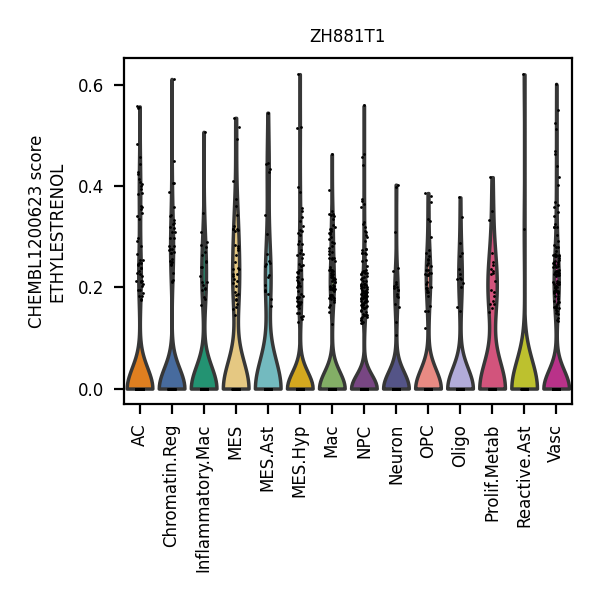 ZH881T1
CHEMBL1200623 score
ETHYLESTRENOL
0.6
0.4
0.2
0.0
AC
Chromatin.Reg
Inflammatory.Mac
MES
MES.Ast
MES.Hyp
Mac
NPC
Neuron
OPC
Oligo
Prolif.Metab
Reactive.Ast
Vasc